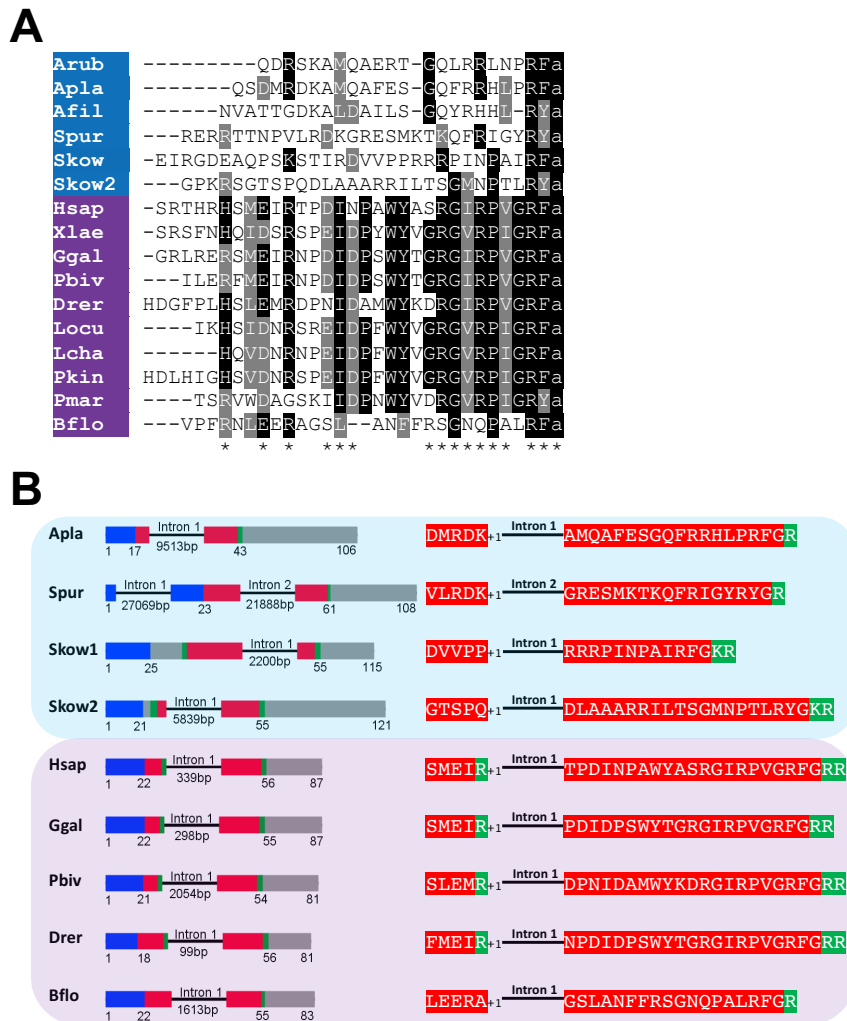 A
Arub ---------QDRSKAMQAERT-GQLRRLNPRFa
Apla -------QSDMRDKAMQAFES-GQFRRHLPRFa
Afil ------NVATTGDKALDAILS-GQYRHHL-RYa
Spur ---RERRTTNPVLRDKGRESMKTKQFRIGYRYa
Skow -EIRGDEAQPSKSTIRDVVPPRRRPINPAIRFa
Skow2 ---GPKRSGTSPQDLAAARRILTSGMNPTLRYa
Hsap -SRTHRHSMEIRTPDINPAWYASRGIRPVGRFa
Xlae -SRSFNHQIDSRSPEIDPYWYVGRGIRPVGRFa
Ggal -GRLRERSMEIRNPDIDPSWYTGRGIRPVGRFa
Pbiv ---ILERFMEIRNPDIDPSWYTGRGIRPVGRFa
Drer HDGFPLHSLEMRDPNIDAMWYKDRGIRPVGRFa
Locu ----IKHSIDNRSREIDPFWYVGRGVRPIGRFa
Lcha ------HQVDNRNPEIDPFWYVGRGVRPIGRFa
Pkin HDLHIGHSVDNRSPEIDPFWYVGRGVRPIGRFa
Pmar ----TSRVWDAGSKIIDPNWYVDRGVRPIGRYa
Bflo ---VPFRNLEERAGSL--ANFFRSGNQPALRFa
* * * *** ******* ***
B
Apla Intron 1 DMRDK+1 Intron 1 AMQAFESGQFRRHLPRFGR
1 17 9513bp 43 106
Spur Intron 1 Intron 2 VLRDK+1 Intron 2 GRESMKTKQFRIGYRYGR
1 27069bp 23 21888bp 61 108
Skow1 Intron 1 DVVPP+1 Intron 1 RRRPINPAIRFGKR
1 25 2200bp 55 115
Skow2 Intron 1 GTSPQ+1 Intron 1 DLAAARRILTSGMNPTLRYGKR
1 21 5839bp 55 121
Hsap Intron 1 SMEIR+1 Intron 1 TPDINPAWYASRGIRPVGRFGRR
1 22 339bp 56 87
Ggal Intron 1 SMEIR+1 Intron 1 PDIDPSWYTGRGIRPVGRFGRR
1 22 298bp 55 87
Pbiv Intron 1 SLEMR+1 Intron 1 DPNIDAMWYKDRGIRPVGRFGRR
1 21 2054bp 54 81
Drer Intron 1 FMEIR+1 Intron 1 NPDIDPSWYTGRGIRPVGRFGRR
1 18 99bp 56 81
Bflo Intron 1 LEERA+1 Intron 1 GSLANFFRSGNQPALRFGR
1 22 1613bp 55 83